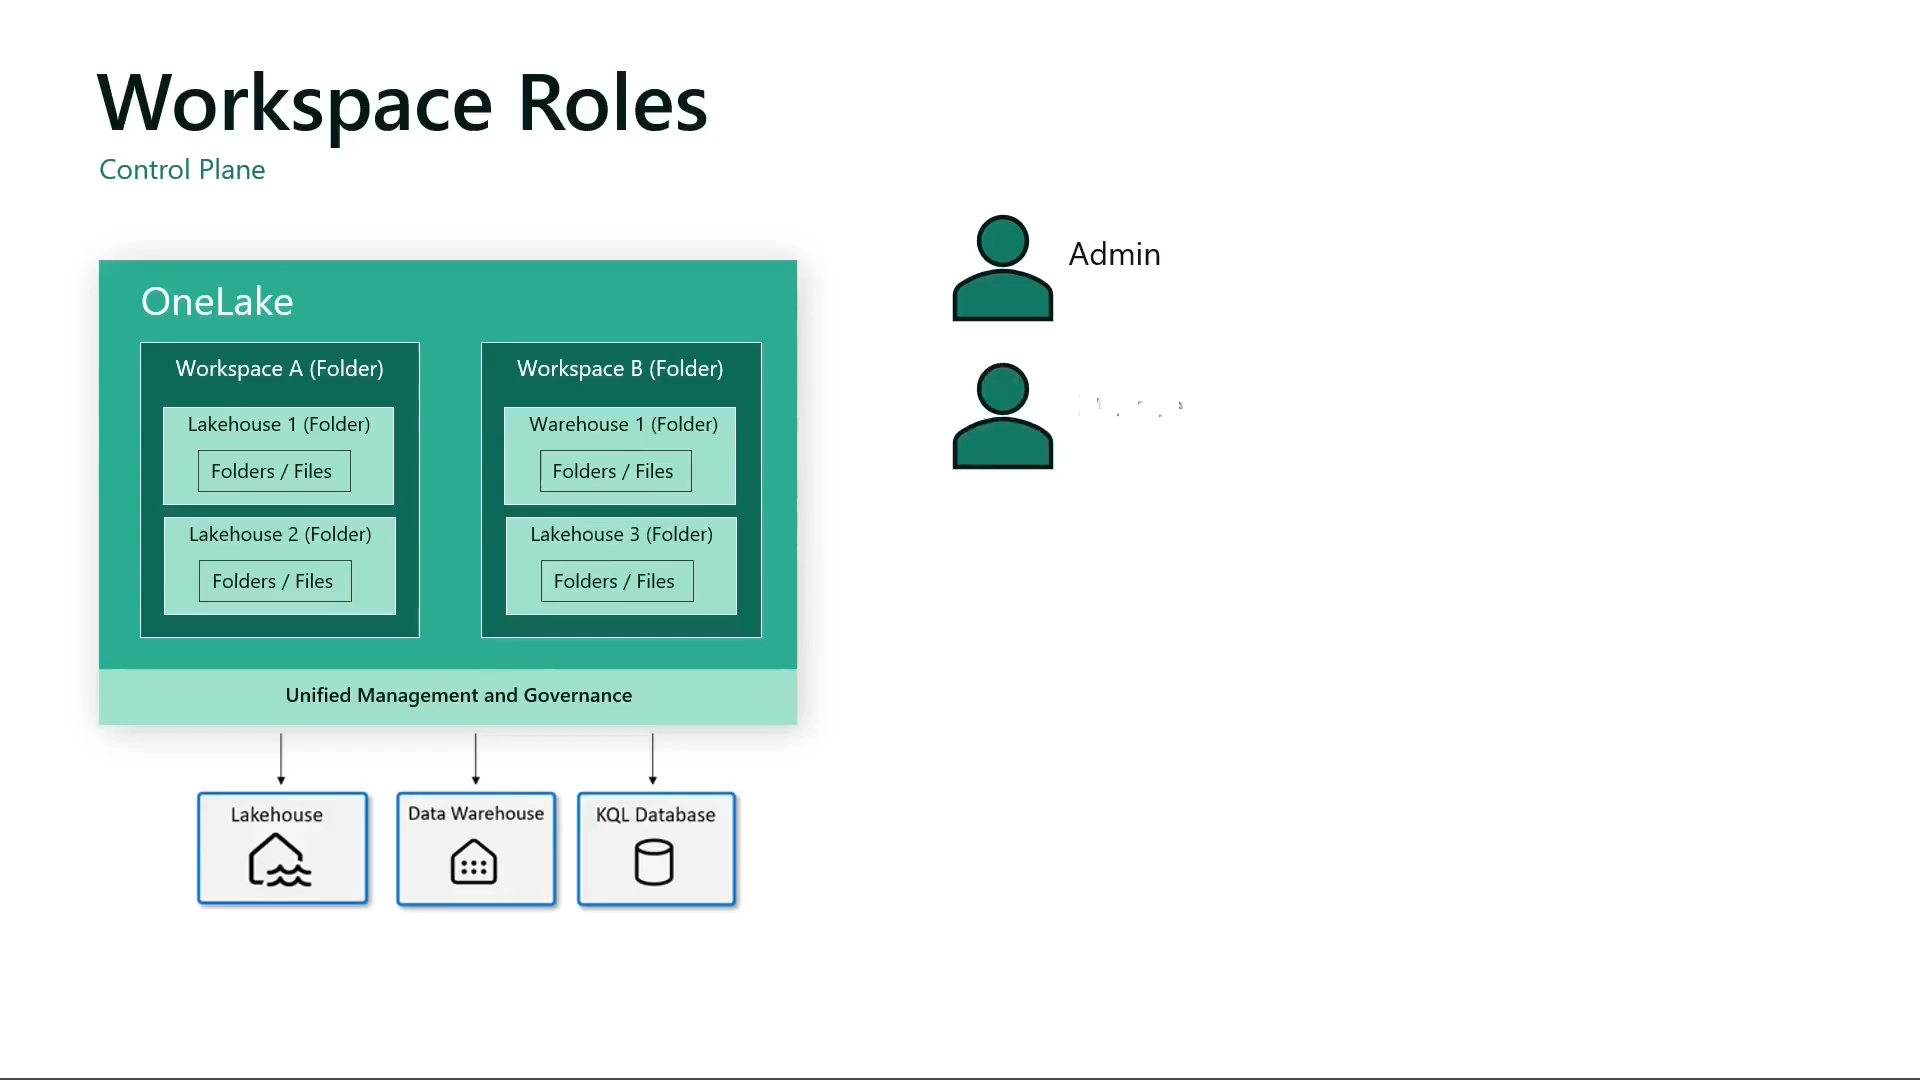 Workspace Roles
Control Plane
OneLake
Workspace A (Folder)
Lakehouse 1 (Folder)
Folders / Files
Lakehouse 2 (Folder)
Folders / Files
Workspace B (Folder)
Warehouse 1 (Folder)
Folders / Files
Lakehouse 3 (Folder)
Folders / Files
Unified Management and Governance
Lakehouse
Data Warehouse
KQL Database
Admin